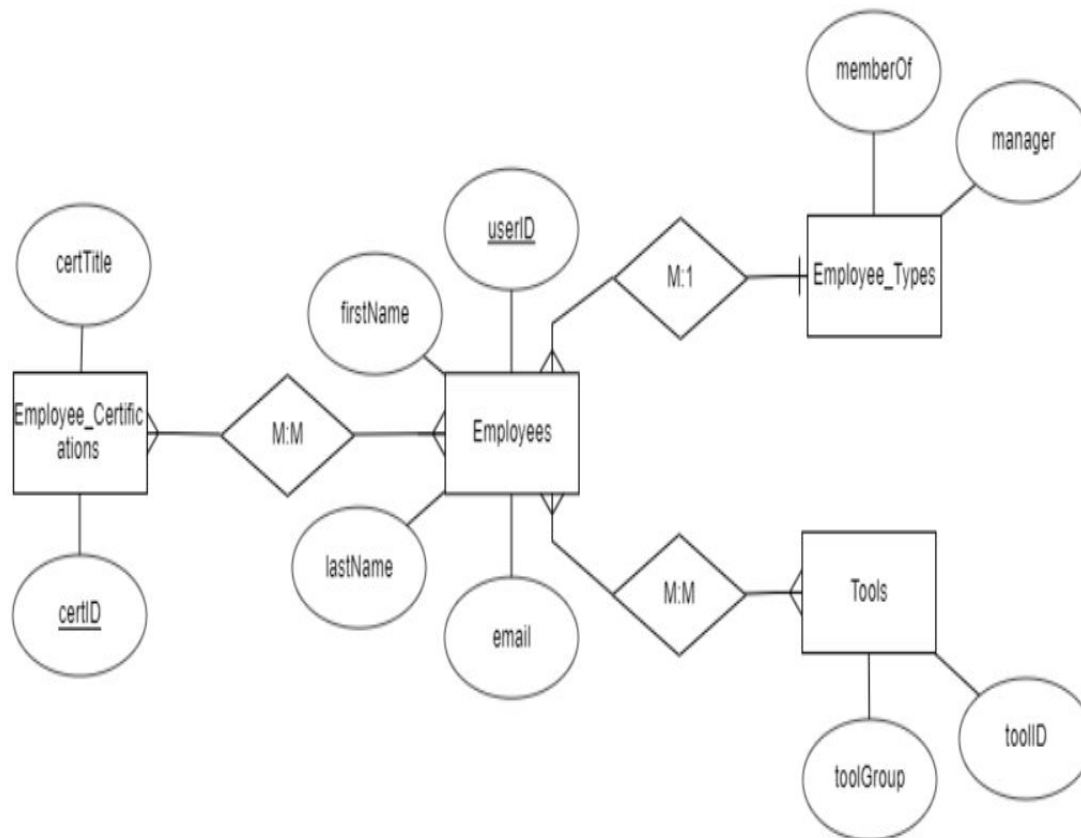 memberOf
manager
userID
certTitle
firstName
M:1
Employee_Types
Employee_Certific
ations
M:M
Employees
lastName
M:M
Tools
certID
email
toolID
toolGroup